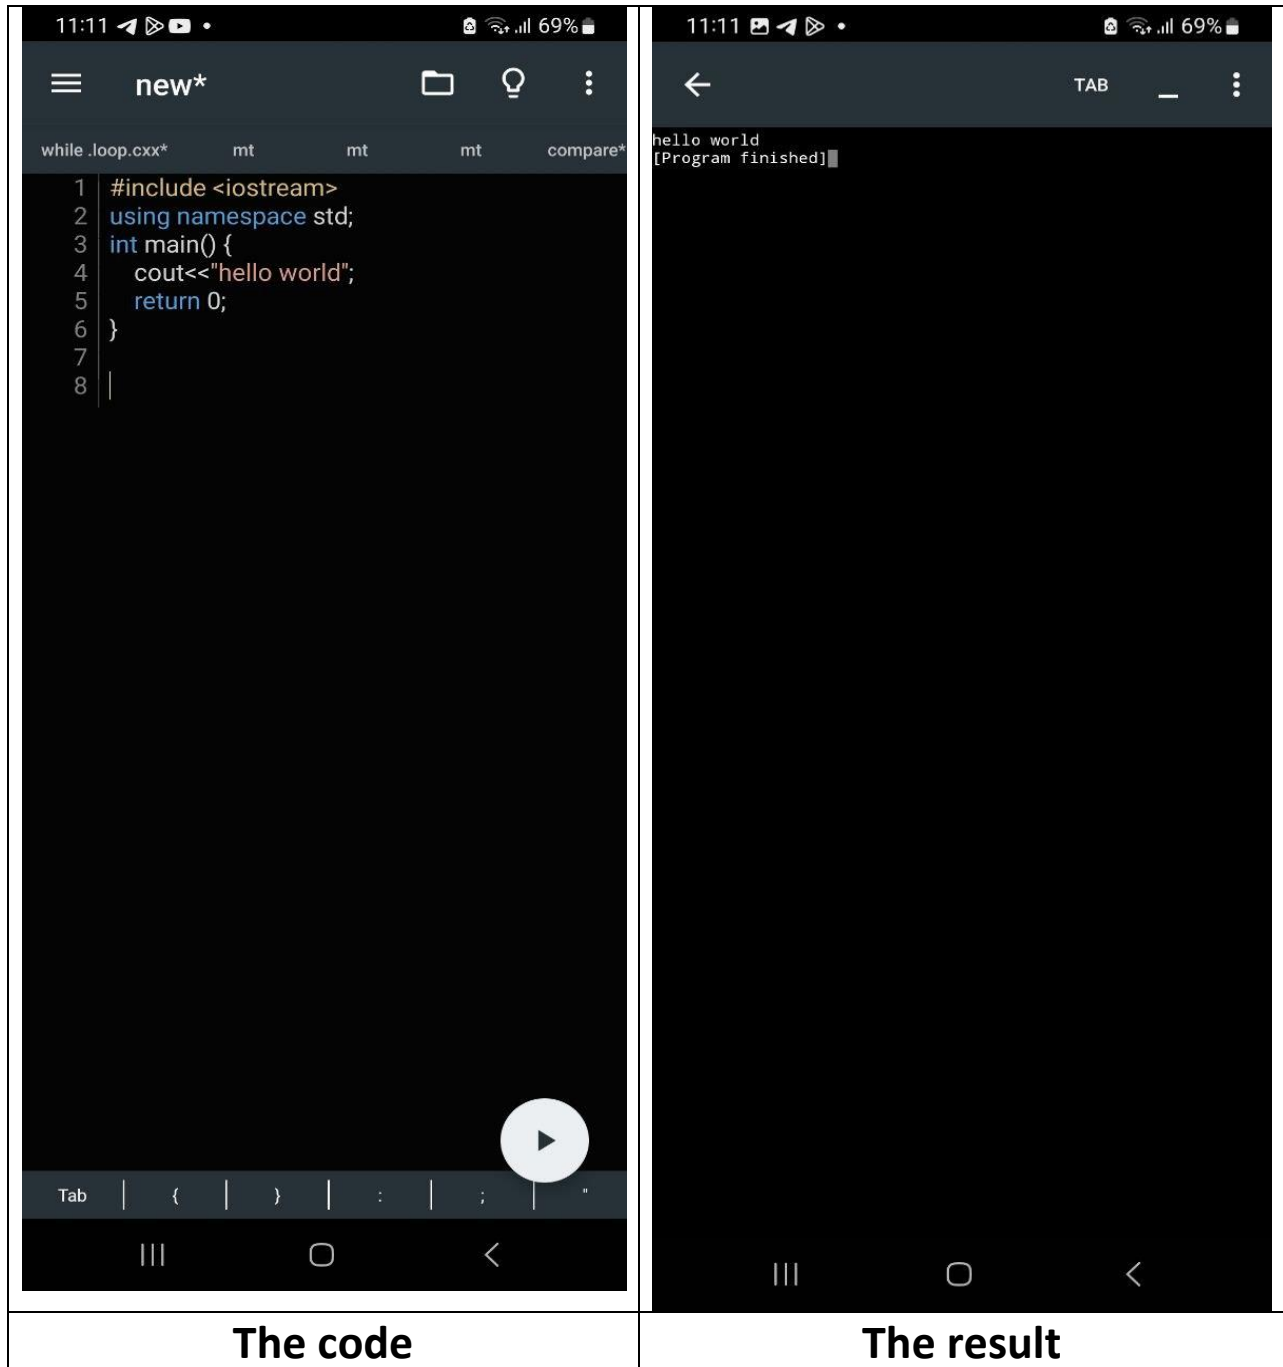 11:11 69%
new*
while .loop.cxx* mt mt mt compare*
1 #include <iostream>
2 using namespace std;
3 int main() {
4 cout<<"hello world";
5 return 0;
6 }
7
8
Tab { } : ; "
The code
11:11 69%
TAB _
hello world
[Program finished]
The result